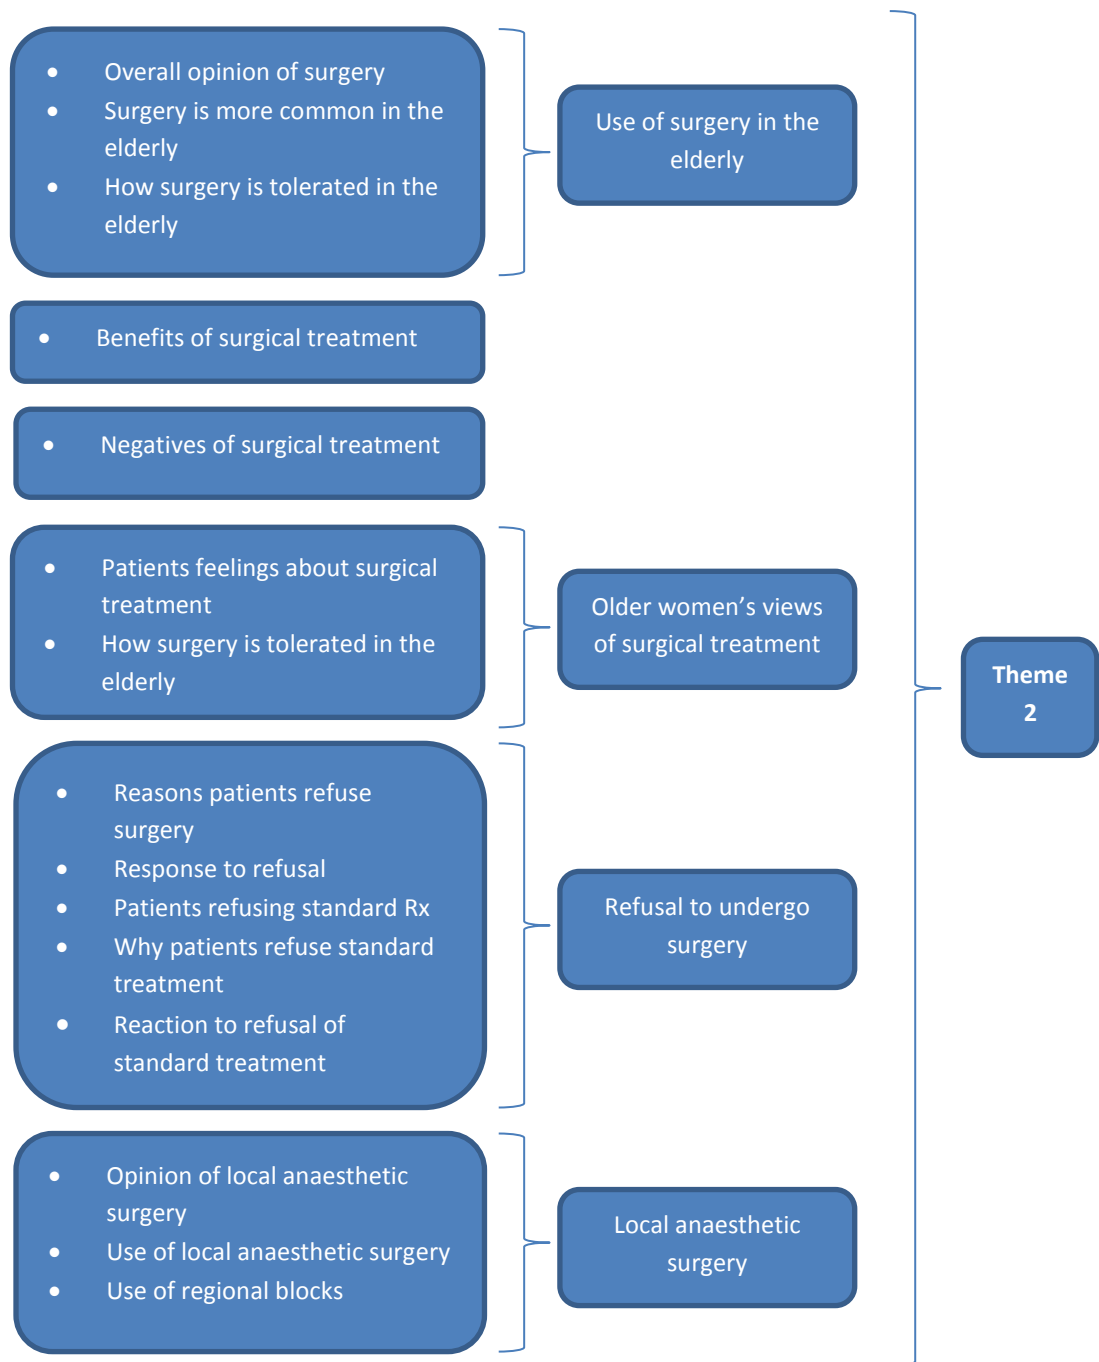 • Overall opinion of surgery
• Surgery is more common in the
elderly
• How surgery is tolerated in the
elderly
Use of surgery in the
elderly
• Benefits of surgical treatment
• Negatives of surgical treatment
• Patients feelings about surgical
treatment
• How surgery is tolerated in the
elderly
Older women’s views
of surgical treatment
• Reasons patients refuse
surgery
• Response to refusal
• Patients refusing standard Rx
• Why patients refuse standard
treatment
• Reaction to refusal of
standard treatment
Refusal to undergo
surgery
• Opinion of local anaesthetic
surgery
• Use of local anaesthetic surgery
• Use of regional blocks
Local anaesthetic
surgery
Theme
2